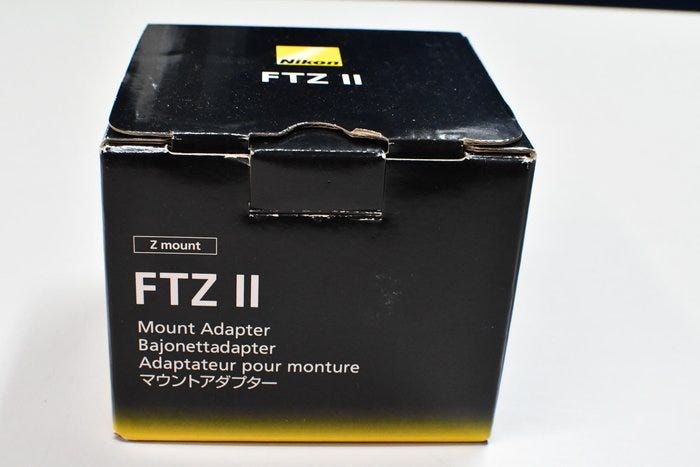 Nikon
FTZ II
Z mount
FTZ II
Mount Adapter
Bajonettadapter
Adaptateur pour monture
マウントアダプター